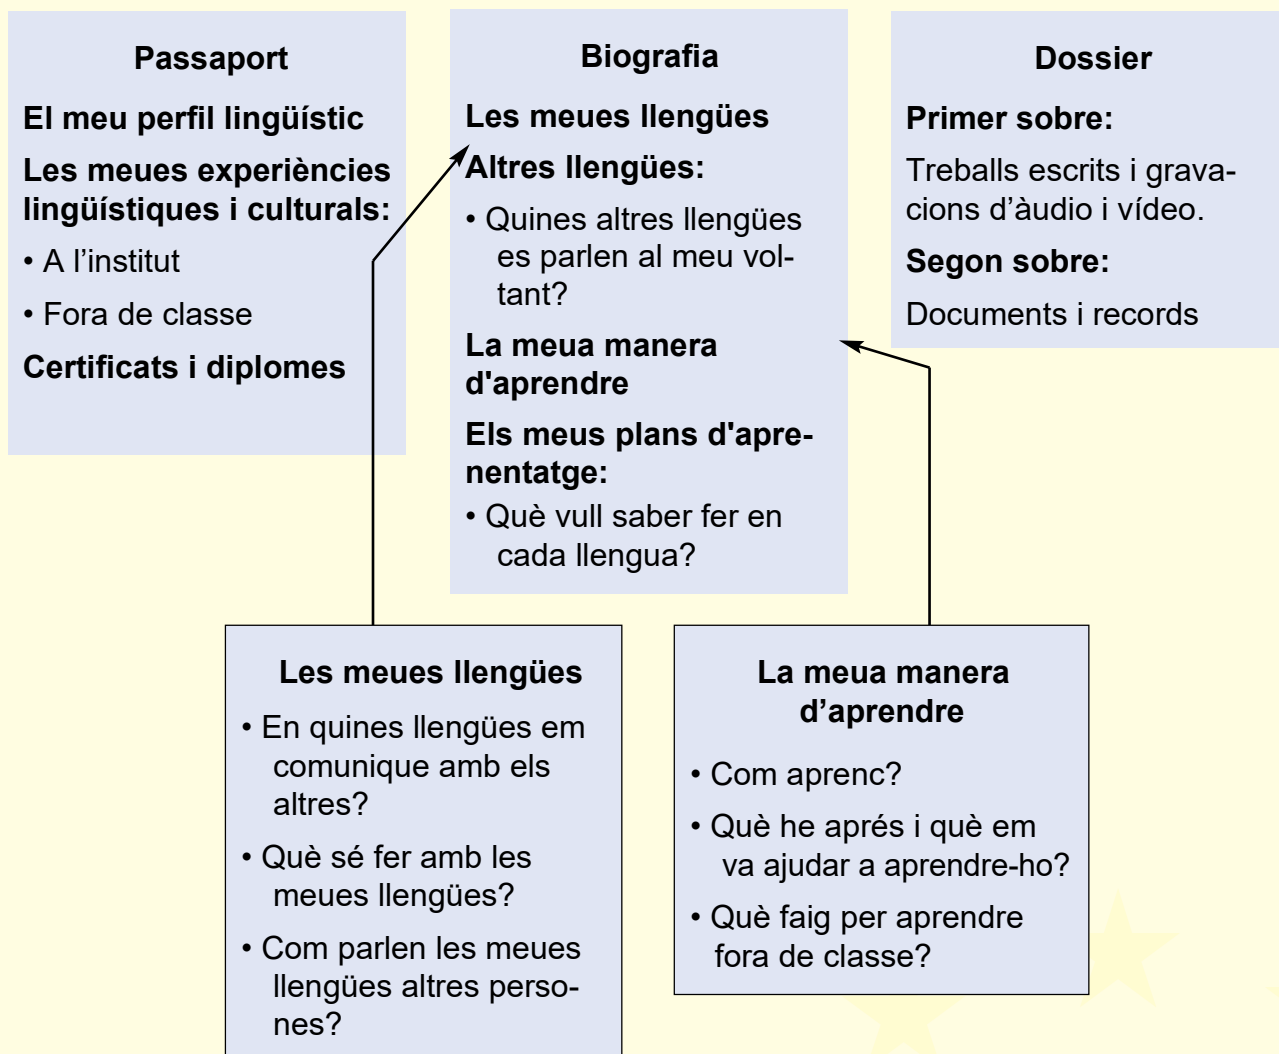 Passaport
El meu perfil lingüístic
Les meues experiències
lingüístiques i culturals:
• A l’institut
• Fora de classe
Certificats i diplomes
Biografia
Les meues llengües
Altres llengües:
• Quines altres llengües
es parlen al meu vol-
tant?
La meua manera
d'aprendre
Els meus plans d'apre-
nentatge:
• Què vull saber fer en
cada llengua?
Dossier
Primer sobre:
Treballs escrits i grava-
cions d’àudio i vídeo.
Segon sobre:
Documents i records
Les meues llengües
• En quines llengües em
comunique amb els
altres?
• Què sé fer amb les
meues llengües?
• Com parlen les meues
llengües altres perso-
nes?
La meua manera
d’aprendre
• Com aprenc?
• Què he aprés i què em
va ajudar a aprendre-ho?
• Què faig per aprendre
fora de classe?